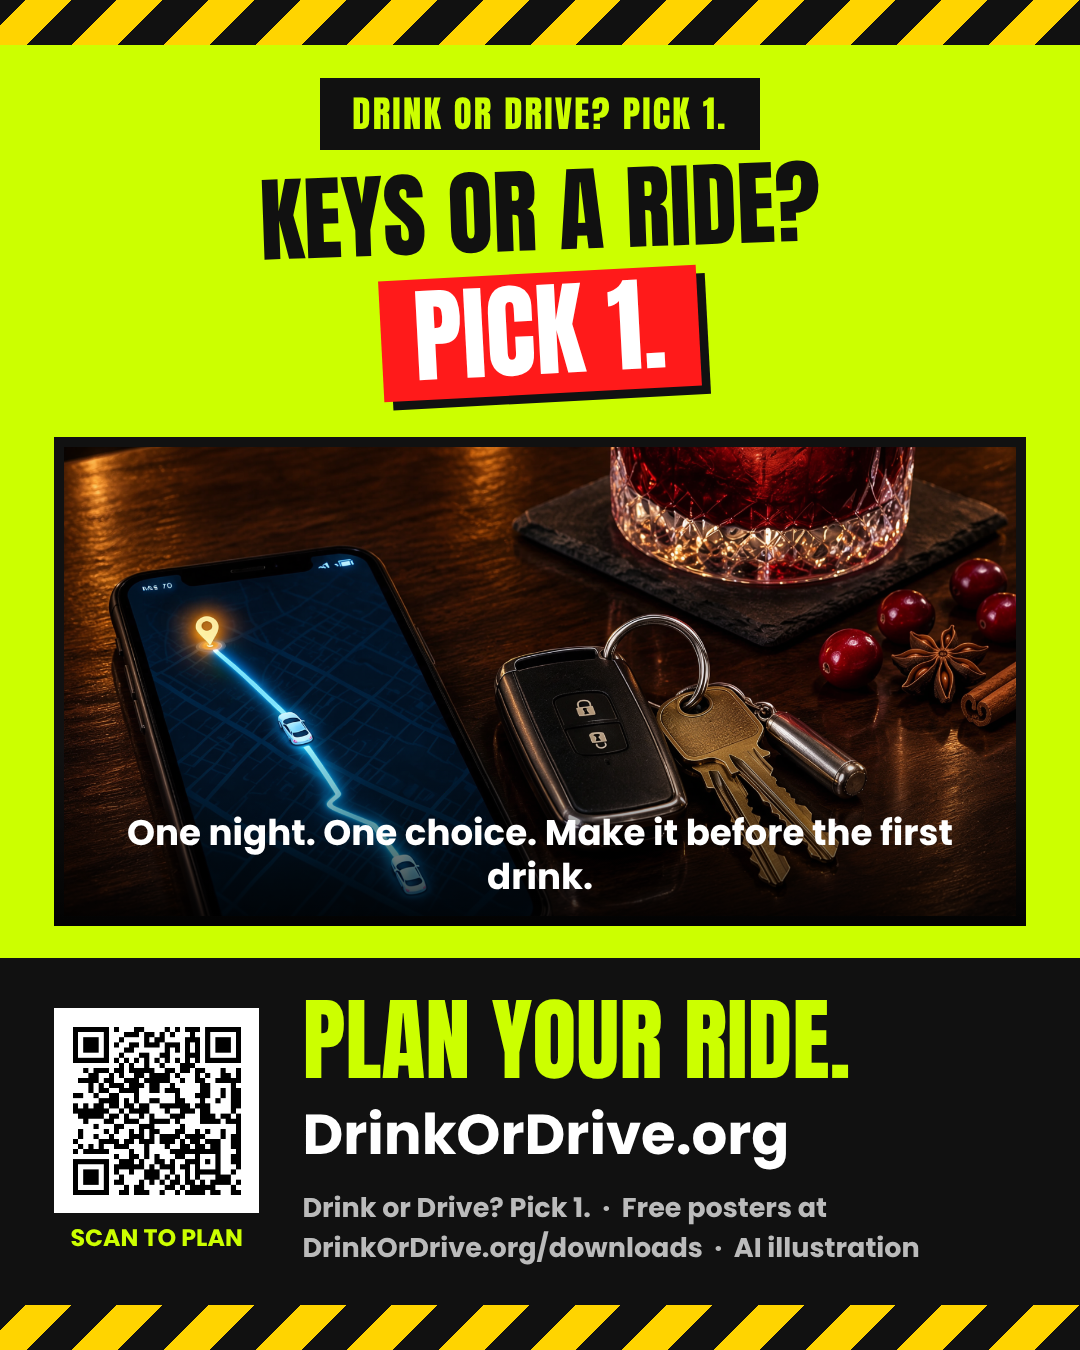 DRINK OR DRIVE? PICK 1.
KEYS OR A RIDE?
PICK 1.
One night. One choice. Make it before the first
drink.
PLAN YOUR RIDE.
DrinkOrDrive.org
SCAN TO PLAN
Drink or Drive? Pick 1. · Free posters at
DrinkOrDrive.org/downloads · AI illustration